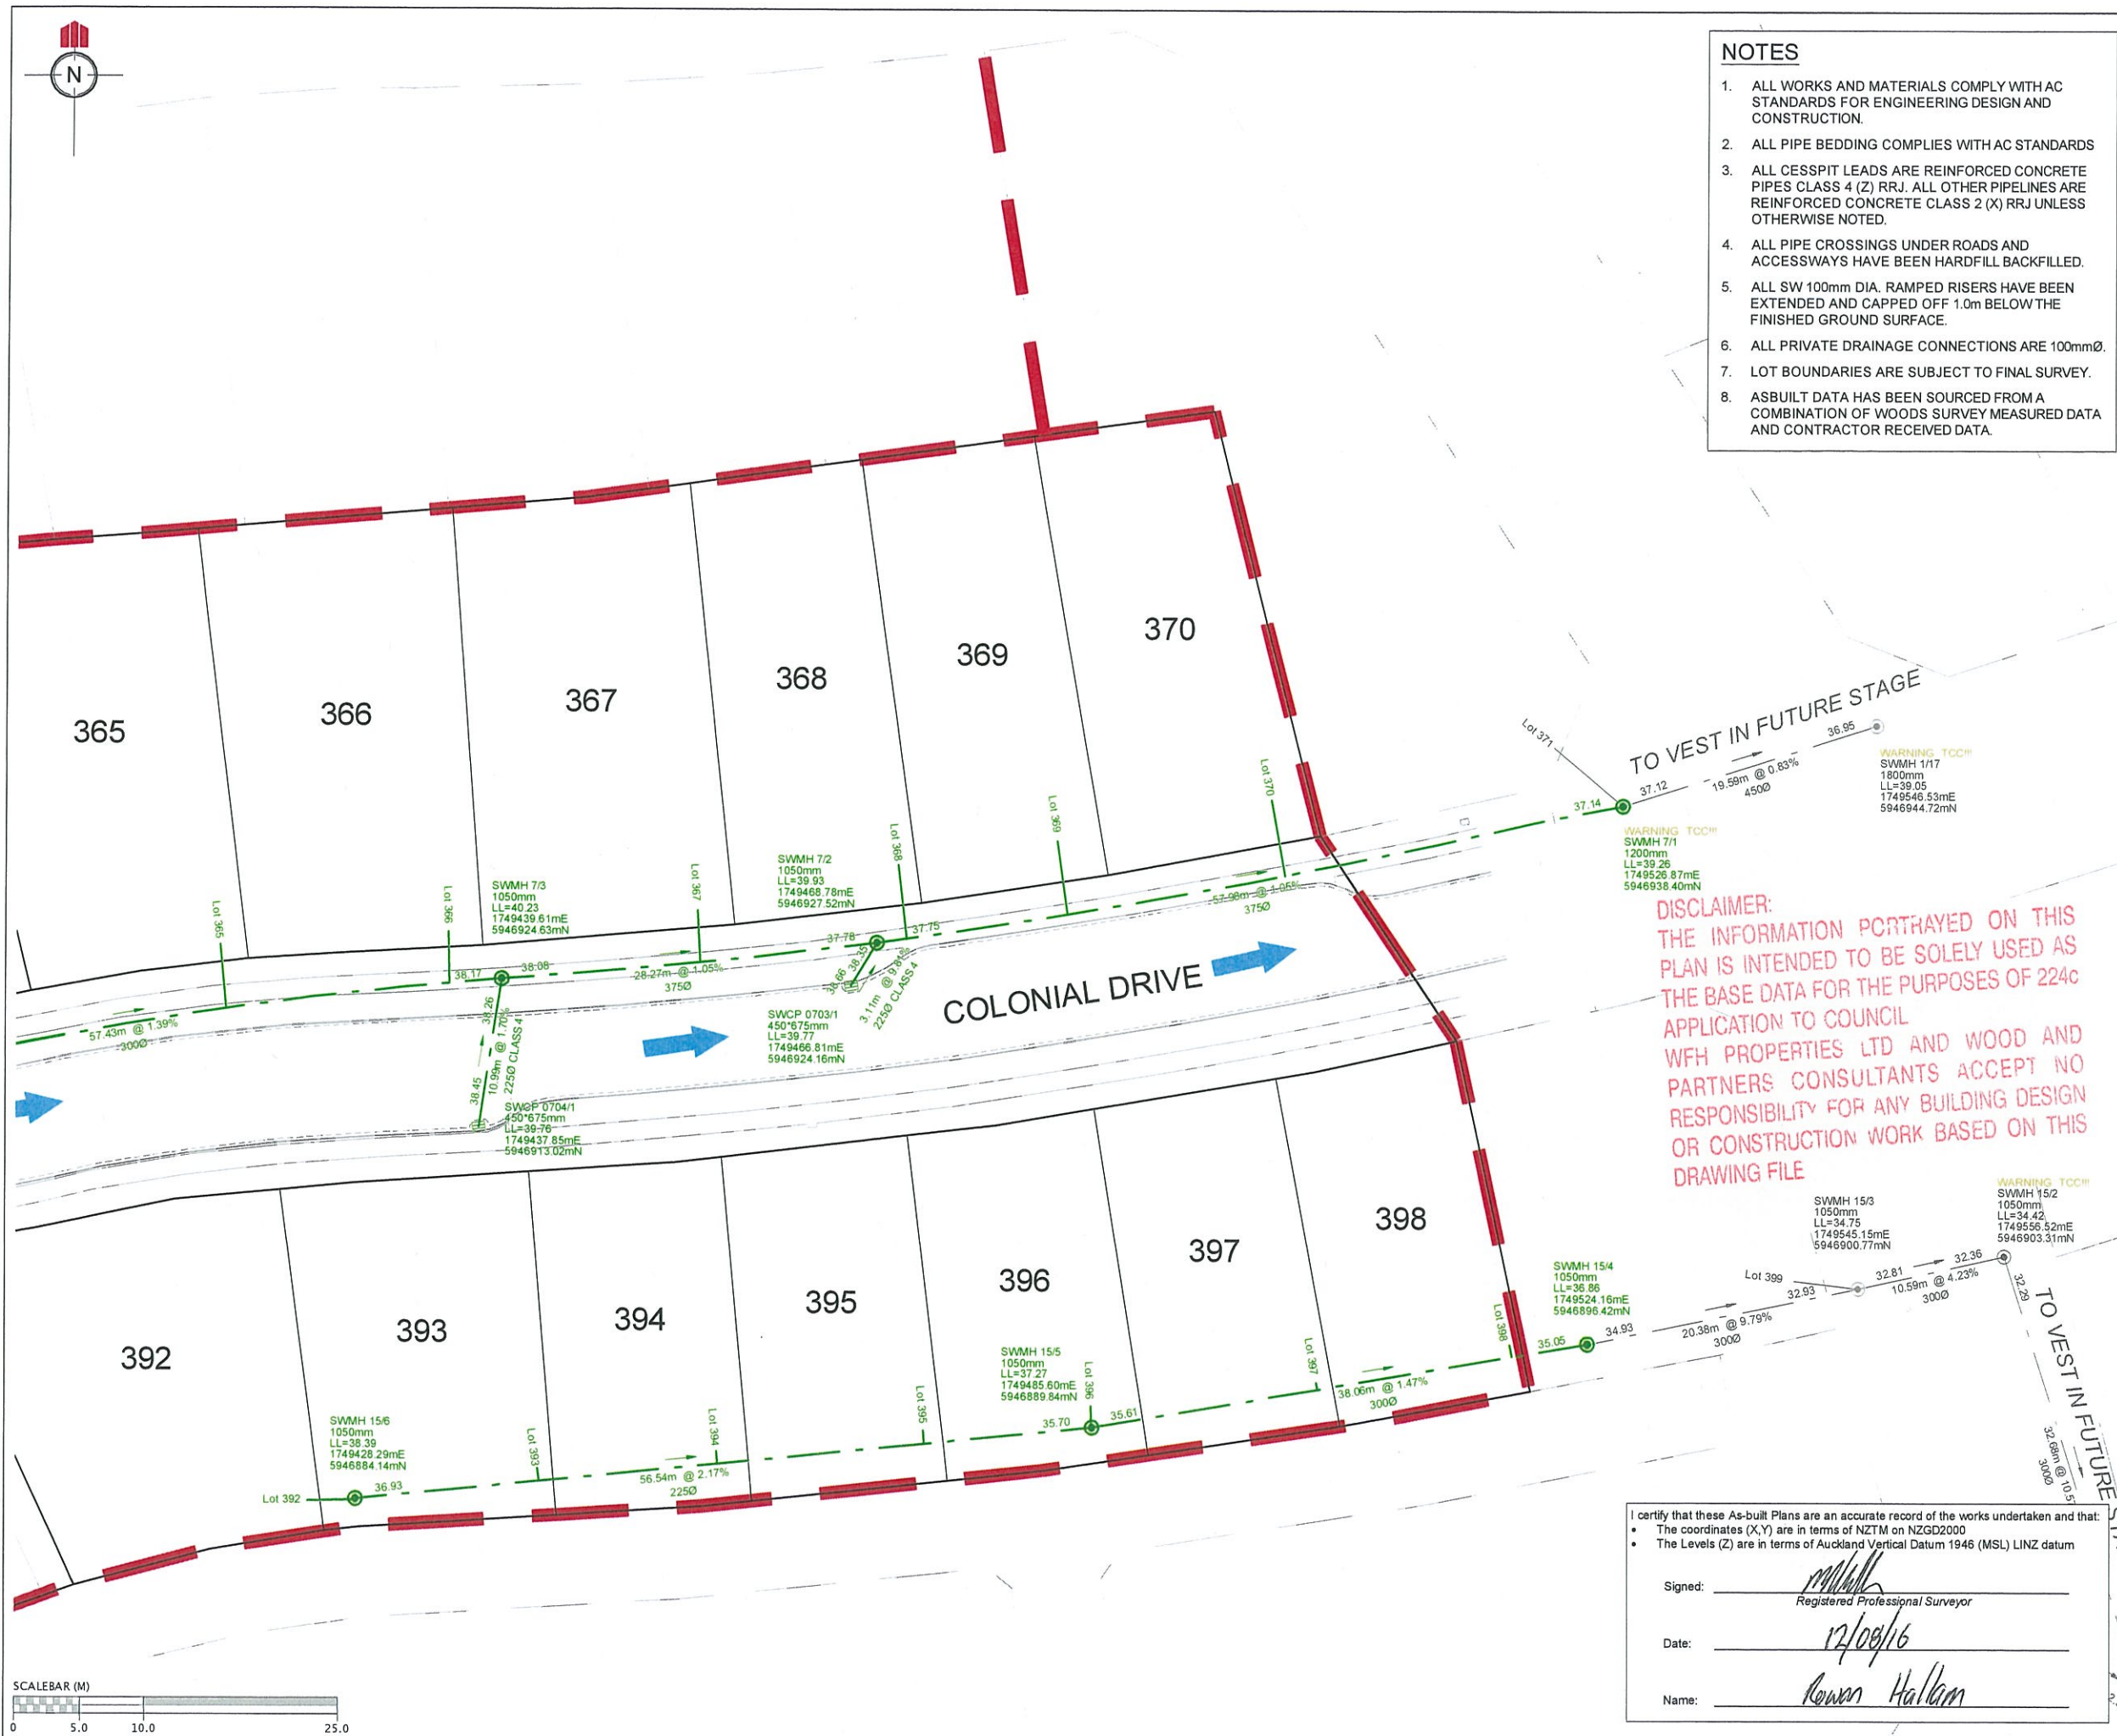 N
NOTES
1. ALL WORKS AND MATERIALS COMPLY WITH AC
STANDARDS FOR ENGINEERING DESIGN AND
CONSTRUCTION.
2. ALL PIPE BEDDING COMPLIES WITH AC STANDARDS
3. ALL CESSPIT LEADS ARE REINFORCED CONCRETE
PIPES CLASS 4 (Z) RRJ. ALL OTHER PIPELINES ARE
REINFORCED CONCRETE CLASS 2 (X) RRJ UNLESS
OTHERWISE NOTED.
4. ALL PIPE CROSSINGS UNDER ROADS AND
ACCESSWAYS HAVE BEEN HARDFILL BACKFILLED.
5. ALL SW 100mm DIA. RAMPED RISERS HAVE BEEN
EXTENDED AND CAPPED OFF 1.0m BELOW THE
FINISHED GROUND SURFACE.
6. ALL PRIVATE DRAINAGE CONNECTIONS ARE 100mmØ.
7. LOT BOUNDARIES ARE SUBJECT TO FINAL SURVEY.
8. ASBUILT DATA HAS BEEN SOURCED FROM A
COMBINATION OF WOODS SURVEY MEASURED DATA
AND CONTRACTOR RECEIVED DATA.
365
366
367
368
369
370
Lot 371
TO VEST IN FUTURE STAGE
37.12
19.59m @ 0.83%
450Ø
36.95
WARNING TCC!!!
SWMH 1/17
1800mm
LL=39.05
1749546.53mE
5946944.72mN
37.14
WARNING TCC!!!
SWMH 7/1
1200mm
LL=39.26
1749526.87mE
5946938.40mN
Lot 365
Lot 366
SWMH 7/3
1050mm
LL=40.23
1749439.61mE
5946924.63mN
Lot 367
SWMH 7/2
1050mm
LL=39.93
1749468.78mE
5946927.52mN
Lot 368
Lot 369
Lot 370
57.43m @ 1.39%
300Ø
38.17
38.08
28.27m @ 1.05%
375Ø
37.78
37.75
57.98m @ 1.05%
375Ø
38.26
10.99m @ 1.70%
225Ø CLASS 4
38.45
38.35
38.66
3.11m @
225Ø CLASS 4
SWCP 0703/1
450*675mm
LL=39.77
1749466.81mE
5946924.16mN
COLONIAL DRIVE
SWCP 0704/1
450*675mm
LL=39.76
1749437.85mE
5946913.02mN
DISCLAIMER:
THE INFORMATION PORTRAYED ON THIS
PLAN IS INTENDED TO BE SOLELY USED AS
THE BASE DATA FOR THE PURPOSES OF 224c
APPLICATION TO COUNCIL
WFH PROPERTIES LTD AND WOOD AND
PARTNERS CONSULTANTS ACCEPT NO
RESPONSIBILITY FOR ANY BUILDING DESIGN
OR CONSTRUCTION WORK BASED ON THIS
DRAWING FILE
392
393
394
395
396
397
398
SWMH 15/6
1050mm
LL=38.39
1749428.29mE
5946884.14mN
Lot 392
36.93
Lot 393
56.54m @ 2.17%
225Ø
Lot 394
Lot 395
SWMH 15/5
1050mm
LL=37.27
1749485.60mE
5946889.84mN
Lot 396
35.70
35.61
Lot 397
38.06m @ 1.47%
300Ø
Lot 398
35.05
SWMH 15/4
1050mm
LL=36.86
1749524.16mE
5946896.42mN
34.93
20.38m @ 9.79%
300Ø
32.93
Lot 399
SWMH 15/3
1050mm
LL=34.75
1749545.15mE
5946900.77mN
32.81
10.59m @ 4.23%
300Ø
32.36
WARNING TCC!!!
SWMH 15/2
1050mm
LL=34.42
1749556.52mE
5946903.31mN
32.29
TO VEST IN FUTURE
32.68m @
300Ø
I certify that these As-built Plans are an accurate record of the works undertaken and that:
• The coordinates (X,Y) are in terms of NZTM on NZGD2000
• The Levels (Z) are in terms of Auckland Vertical Datum 1946 (MSL) LINZ datum
Signed:
Registered Professional Surveyor
Date: 12/08/16
Name: Rowan Hallam
SCALEBAR (M)
0 5.0 10.0 25.0